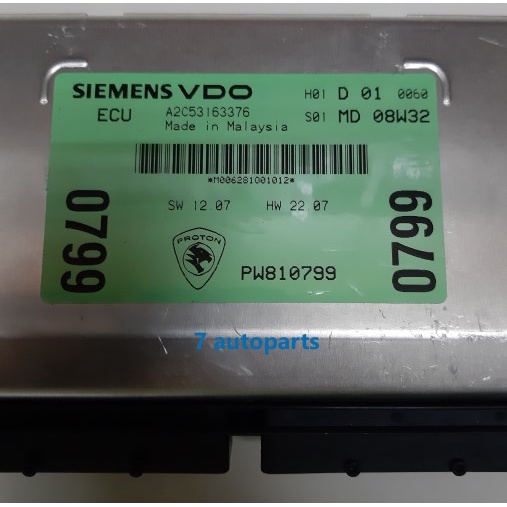 SIEMENS VDO H01 D 01 0060
ECU A2C53163376 S01 MD 08W32
Made in Malaysia
*M006281001012*
SW 12 07 HW 22 07
0799
0799
PROTON
PW810799
7 autoparts